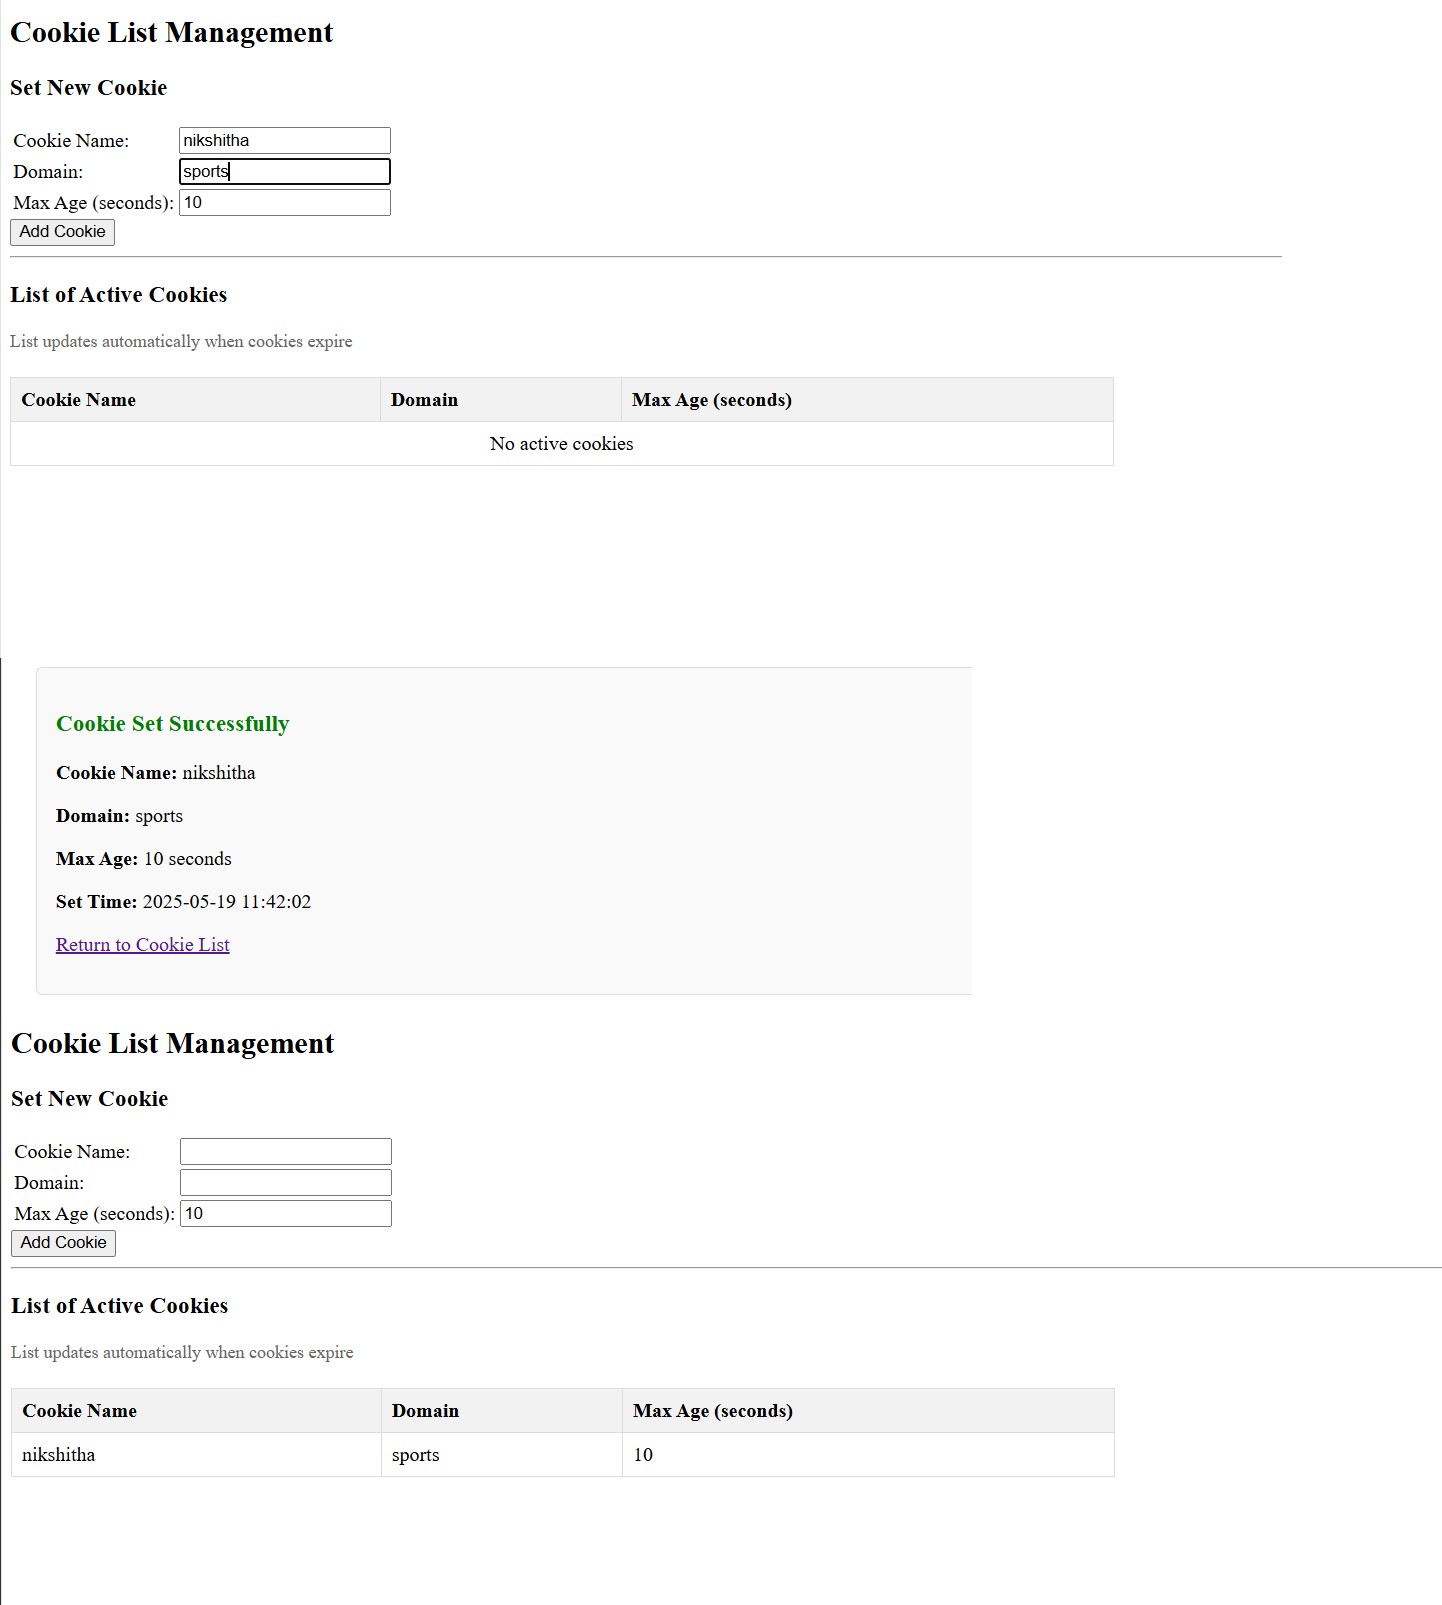 Cookie List Management
Set New Cookie
Cookie Name: nikshitha
Domain: sports
Max Age (seconds): 10
Add Cookie
List of Active Cookies
List updates automatically when cookies expire
Cookie Name Domain Max Age (seconds)
No active cookies
Cookie Set Successfully
Cookie Name: nikshitha
Domain: sports
Max Age: 10 seconds
Set Time: 2025-05-19 11:42:02
Return to Cookie List
Cookie List Management
Set New Cookie
Cookie Name:
Domain:
Max Age (seconds): 10
Add Cookie
List of Active Cookies
List updates automatically when cookies expire
Cookie Name Domain Max Age (seconds)
nikshitha sports 10